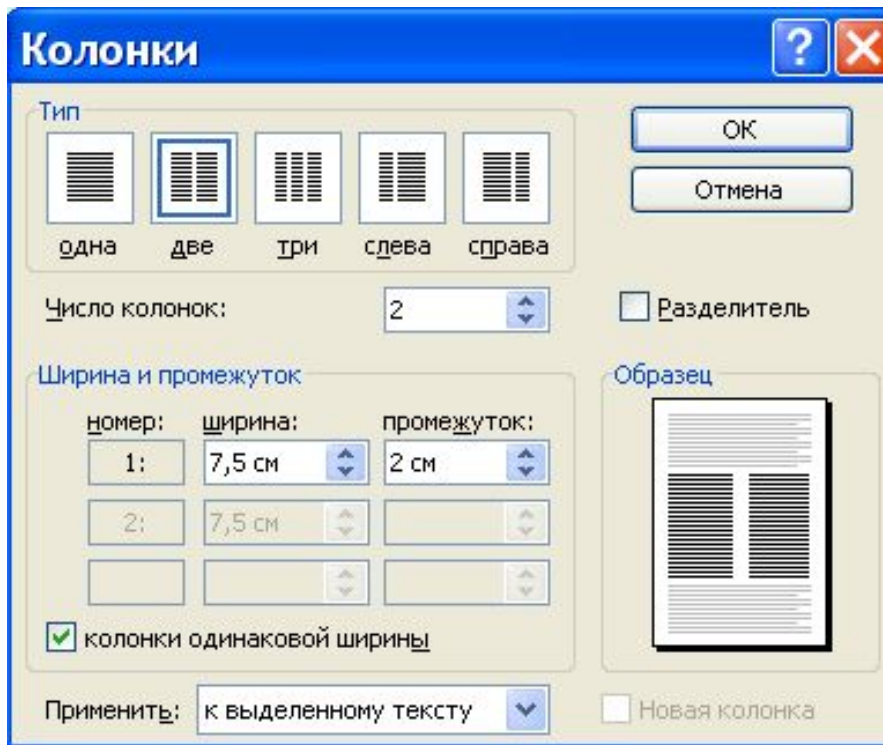 Колонки
Тип
ОК
Отмена
одна две три слева справа
Число колонок: 2
Разделитель
Ширина и промежуток
Образец
номер: ширина: промежуток:
1: 7,5 см 2 см
2: 7,5 см
колонки одинаковой ширины
Применить: к выделенному тексту
Новая колонка